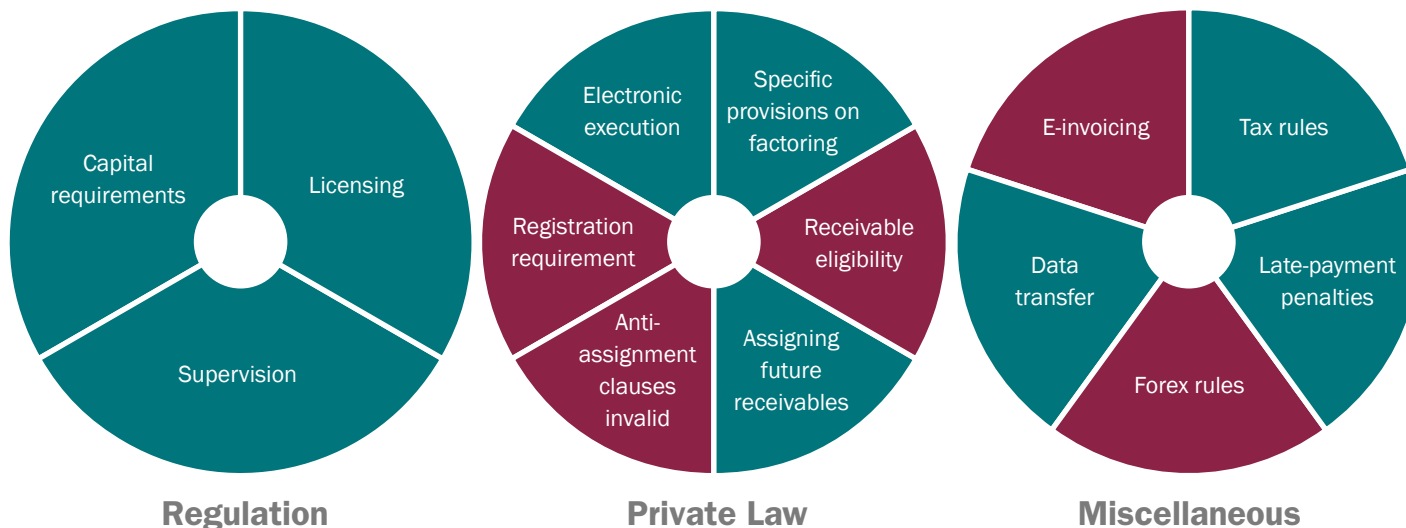 Capital
requirements
Licensing
Supervision
Regulation
Electronic
execution
Specific
provisions on
factoring
Registration
requirement
Receivable
eligibility
Anti-
assignment
clauses
invalid
Assigning
future
receivables
Private Law
E-invoicing
Tax rules
Data
transfer
Late-payment
penalties
Forex rules
Miscellaneous